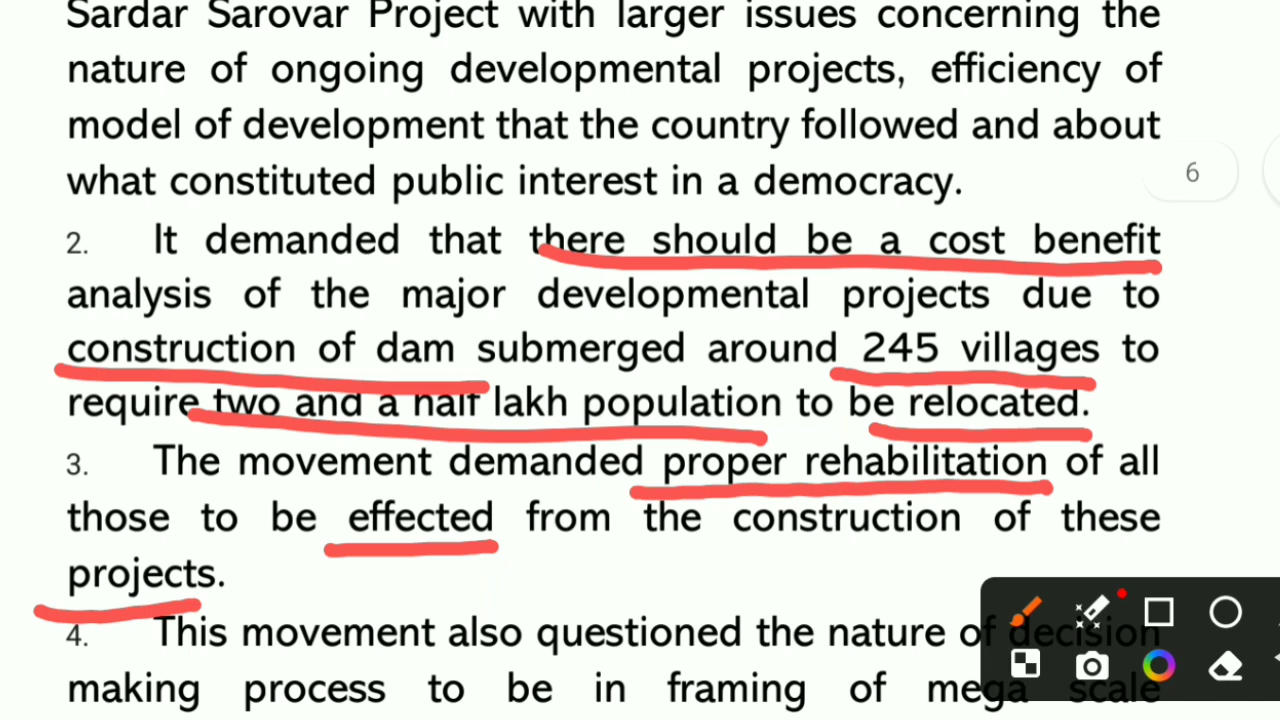 Sardar Sarovar Project with larger issues concerning the
nature of ongoing developmental projects, efficiency of
model of development that the country followed and about
what constituted public interest in a democracy.
6
2. It demanded that there should be a cost benefit
analysis of the major developmental projects due to
construction of dam submerged around 245 villages to
require two and a half lakh population to be relocated.
3. The movement demanded proper rehabilitation of all
those to be effected from the construction of these
projects.
4. This movement also questioned the nature of decision
making process to be in framing of mega scale